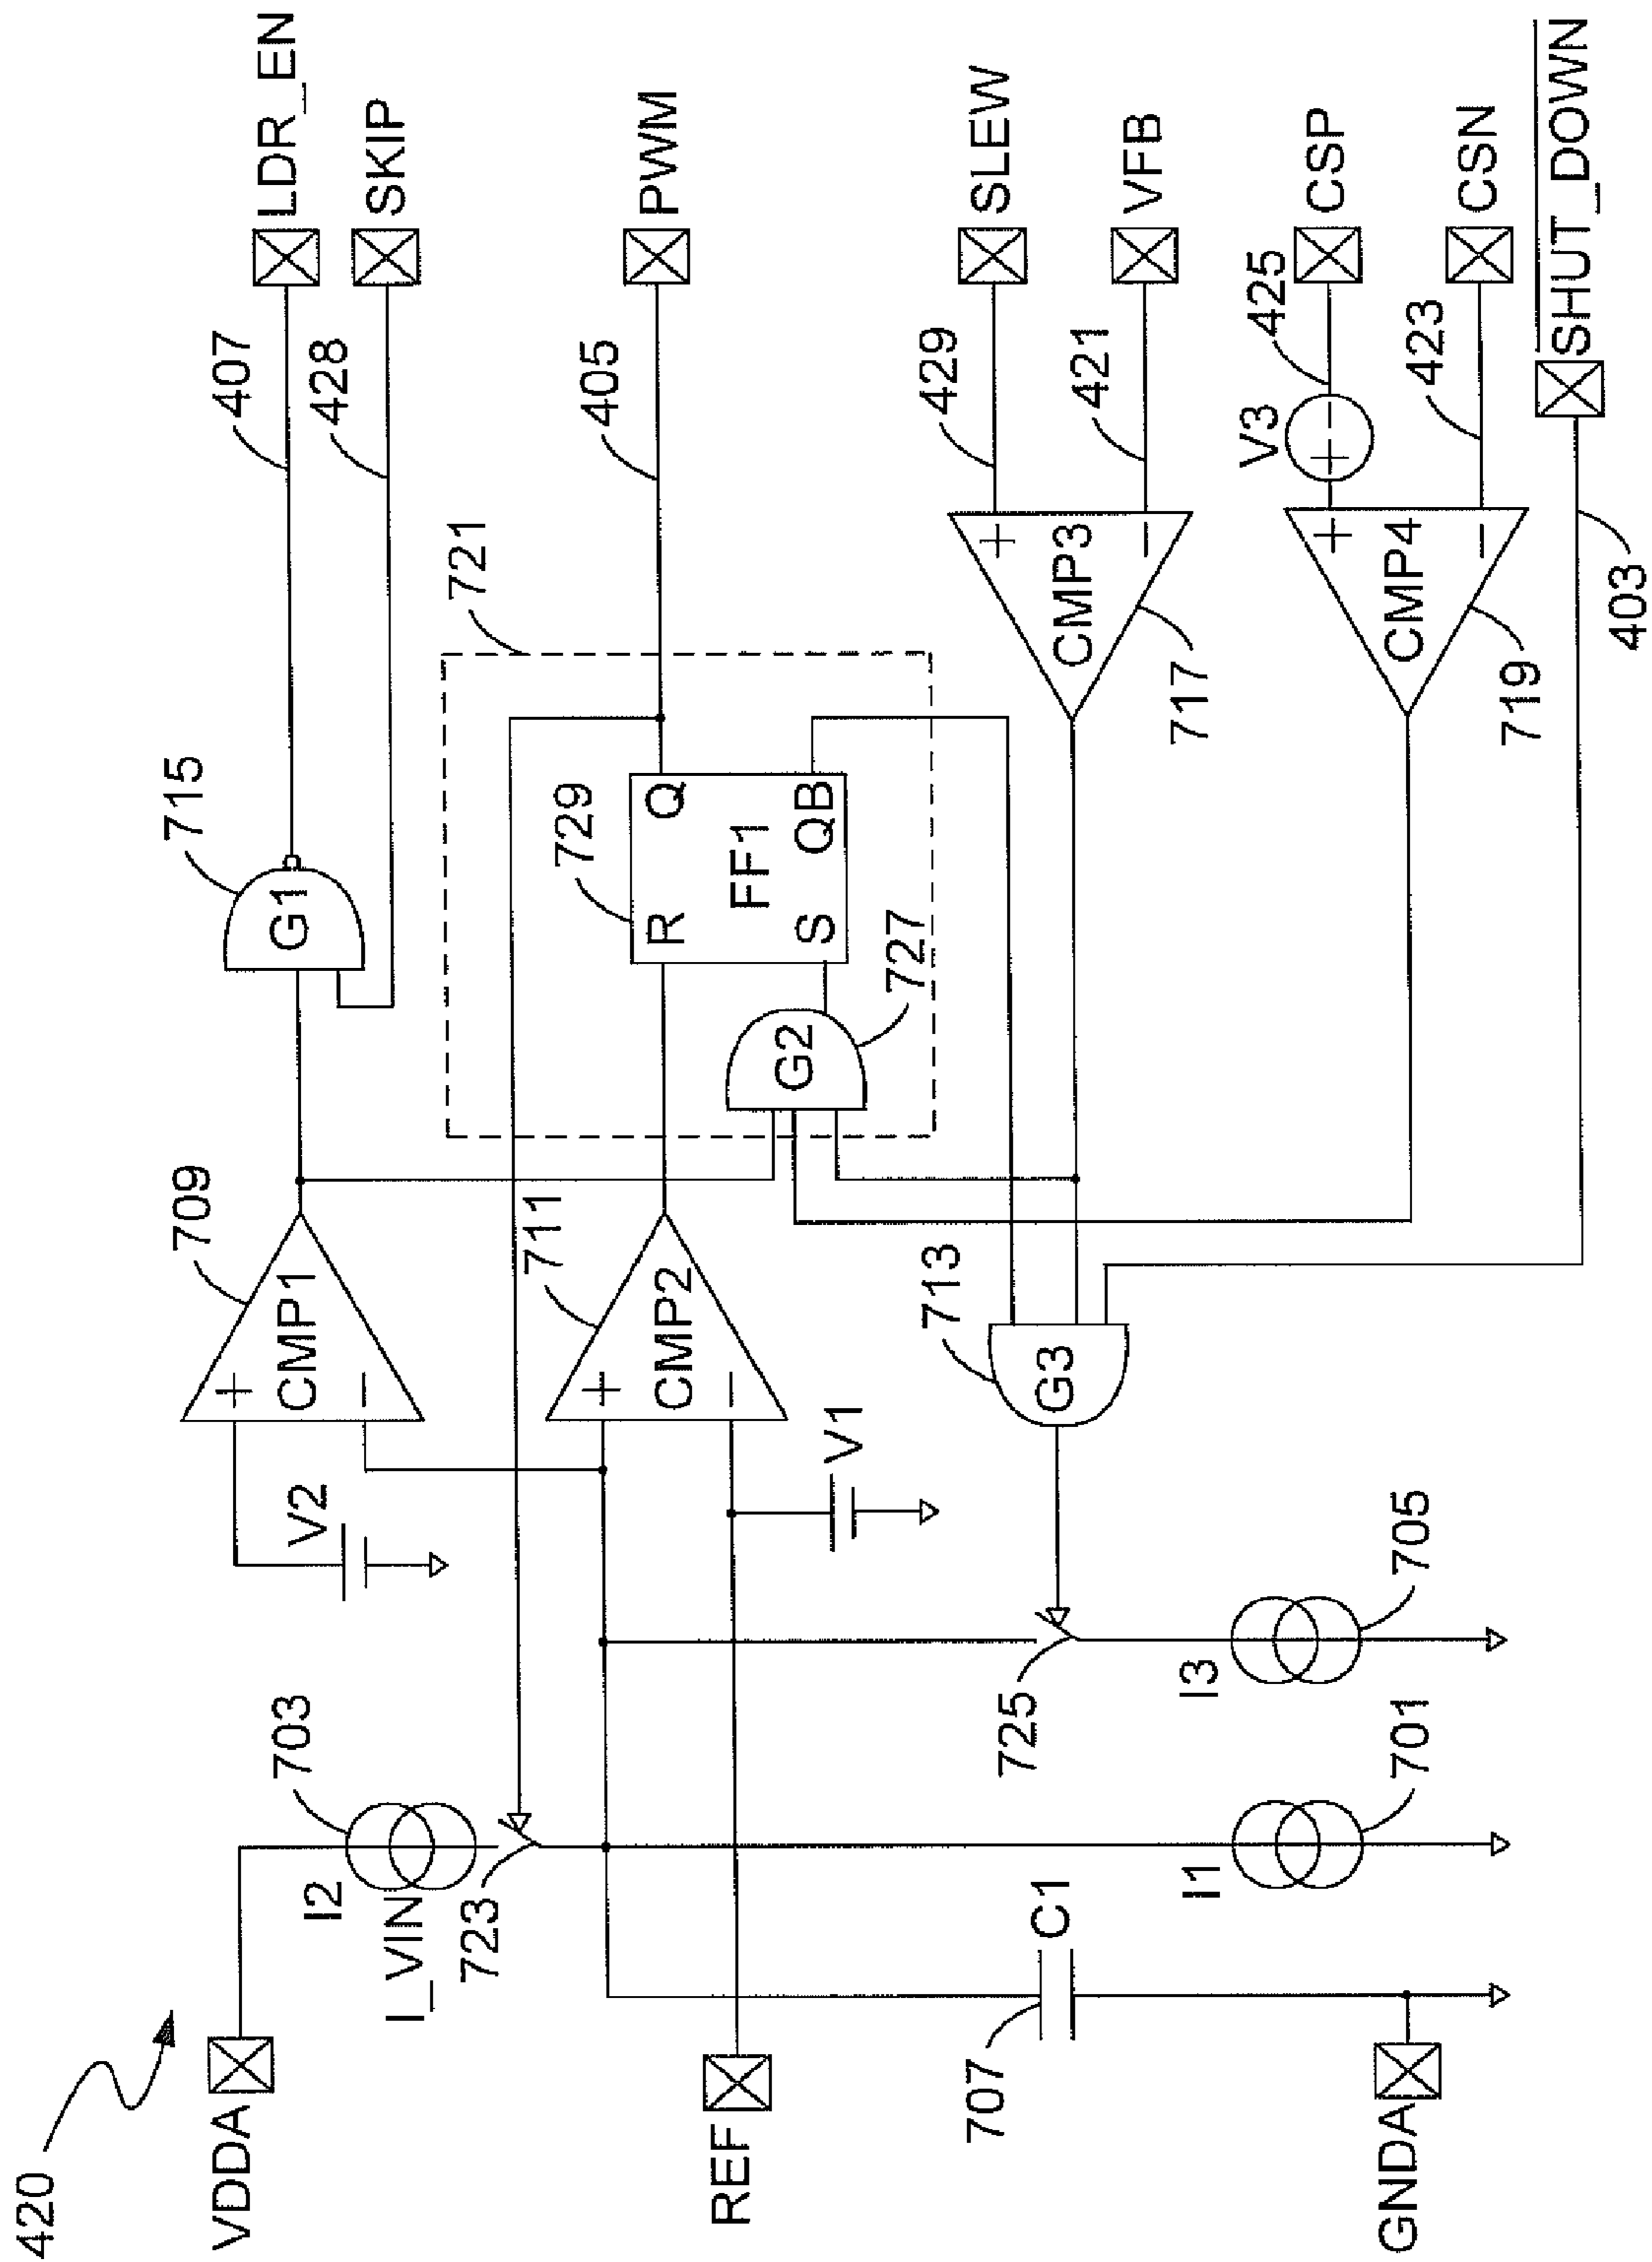 420
VDDA
REF
GNDA
I2
I_VIN
703
723
707
C1
I1
701
725
I3
705
V2
V1
709
+
CMP1
−
711
+
CMP2
−
713
G3
715
G1
721
729
R
Q
FF1
S
QB
G2
727
407
LDR_EN
428
SKIP
405
PWM
429
SLEW
421
VFB
+
CMP3
−
717
V3
+
−
425
CSP
423
CSN
+
CMP4
−
719
SHUT_DOWN
403